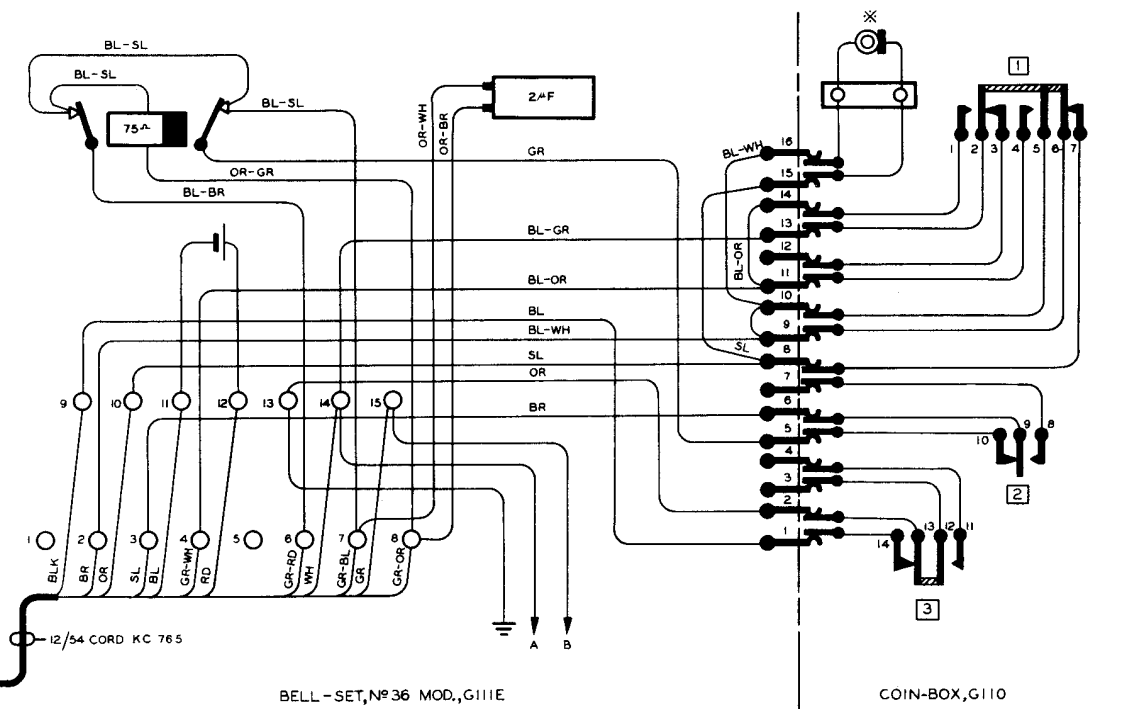 ※
BL-SL
BL-SL
75Ω
BL-SL
OR-WH
OR-BR
2µF
1
1 2 3 4 5 6 7
GR
OR-GR
BL-BR
BL-WH
16
15
14
13
12
11
10
9
8
7
6
5
4
3
2
1
BL-GR
BL-OR
BL-OR
BL
BL-WH
SL
SL
OR
BR
9 10 11 12 13 14 15
10 9 8
2
1 2 3 4 5 6 7 8
BLK
BR
OR
SL
BL
GR-WH
RD
GR-RD
WH
GR-BL
GR
GR-OR
14 13 12 11
3
12/54 CORD KC 765
A B
BELL-SET, Nº 36 MOD., G111E
COIN-BOX, G110